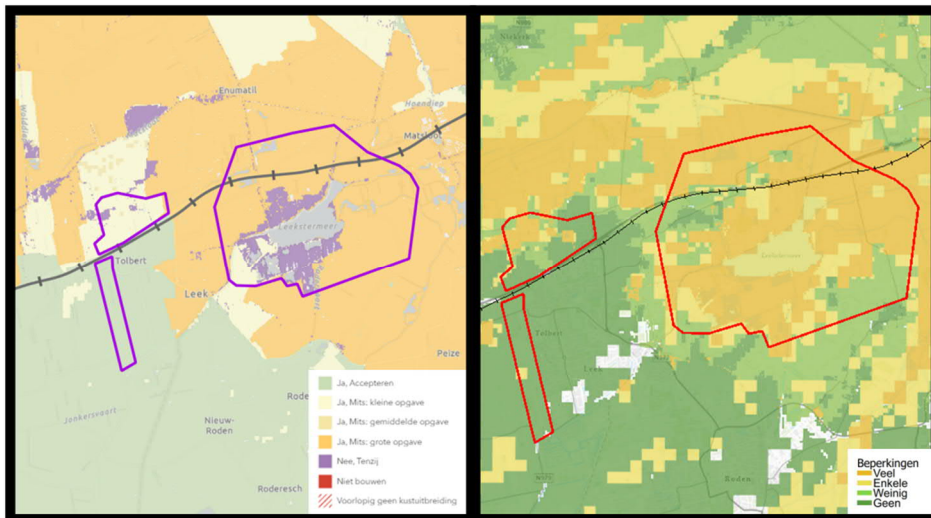 Enumatil
Hoendiep
Matsloot
Leekstermeer
Tolbert
Leek
Peize
Jonkersvaart
Nieuw-
Roden
Rode
Roderesch
Ja, Accepteren
Ja, Mits: kleine opgave
Ja, Mits: gemiddelde opgave
Ja, Mits: grote opgave
Nee, Tenzij
Niet bouwen
Voorlopig geen kustuitbreiding
Tolbert
Leek
Roden
Beperkingen
Veel
Enkele
Weinig
Geen